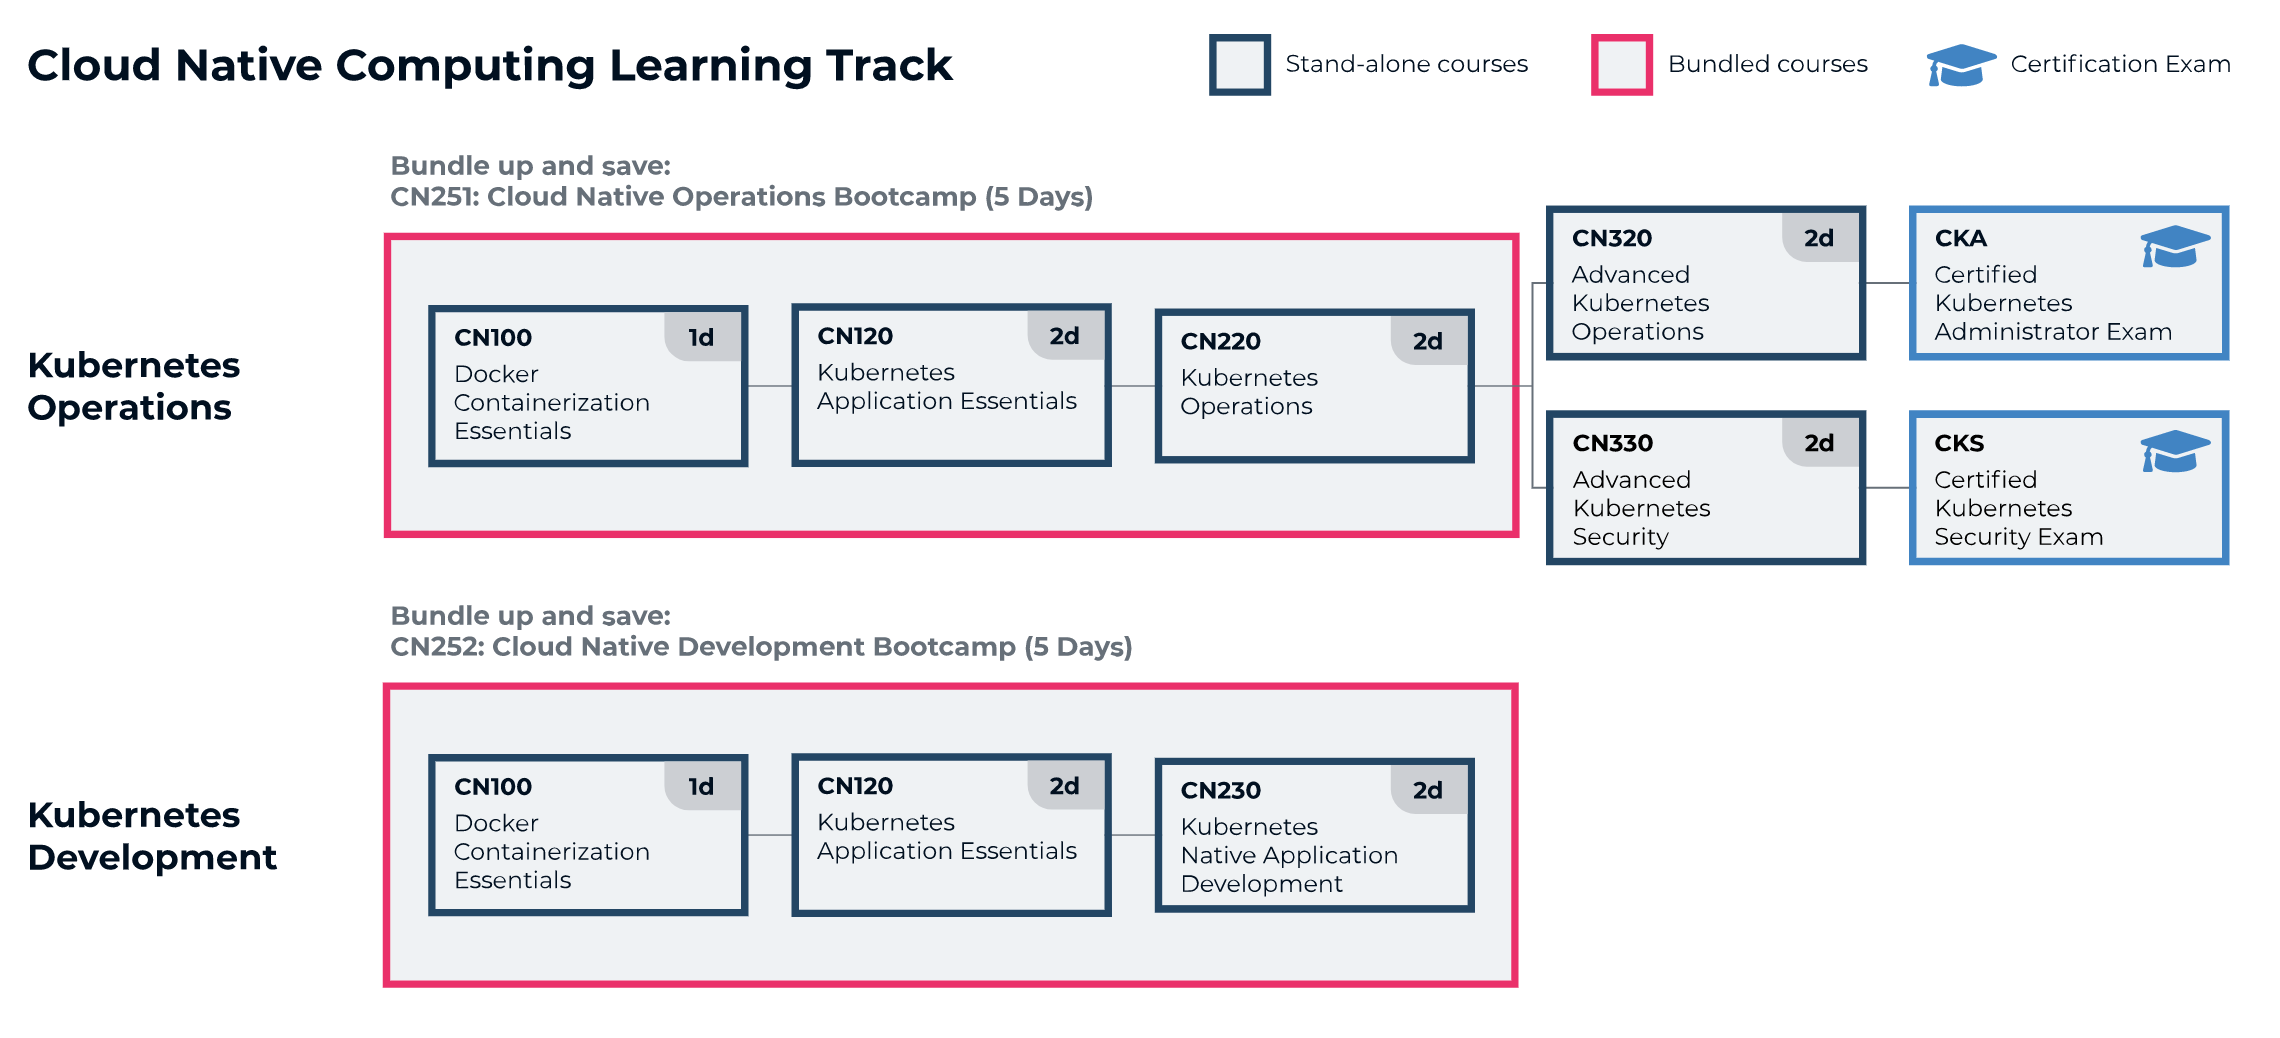 Cloud Native Computing Learning Track
Stand-alone courses
Bundled courses
Certification Exam
Bundle up and save:
CN251: Cloud Native Operations Bootcamp (5 Days)
Kubernetes
Operations
CN100
1d
Docker
Containerization
Essentials
CN120
2d
Kubernetes
Application Essentials
CN220
2d
Kubernetes
Operations
CN320
2d
Advanced
Kubernetes
Operations
CKA
Certified
Kubernetes
Administrator Exam
CN330
2d
Advanced
Kubernetes
Security
CKS
Certified
Kubernetes
Security Exam
Bundle up and save:
CN252: Cloud Native Development Bootcamp (5 Days)
Kubernetes
Development
CN100
1d
Docker
Containerization
Essentials
CN120
2d
Kubernetes
Application Essentials
CN230
2d
Kubernetes
Native Application
Development